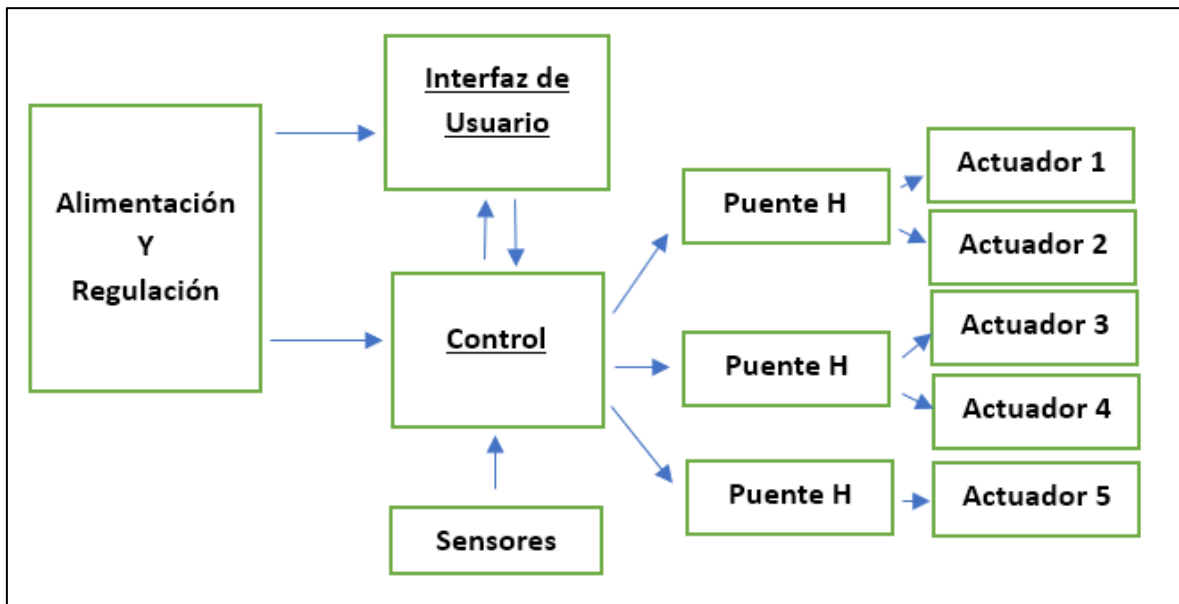 Alimentación
Y
Regulación
Interfaz de
Usuario
Control
Sensores
Puente H
Puente H
Puente H
Actuador 1
Actuador 2
Actuador 3
Actuador 4
Actuador 5